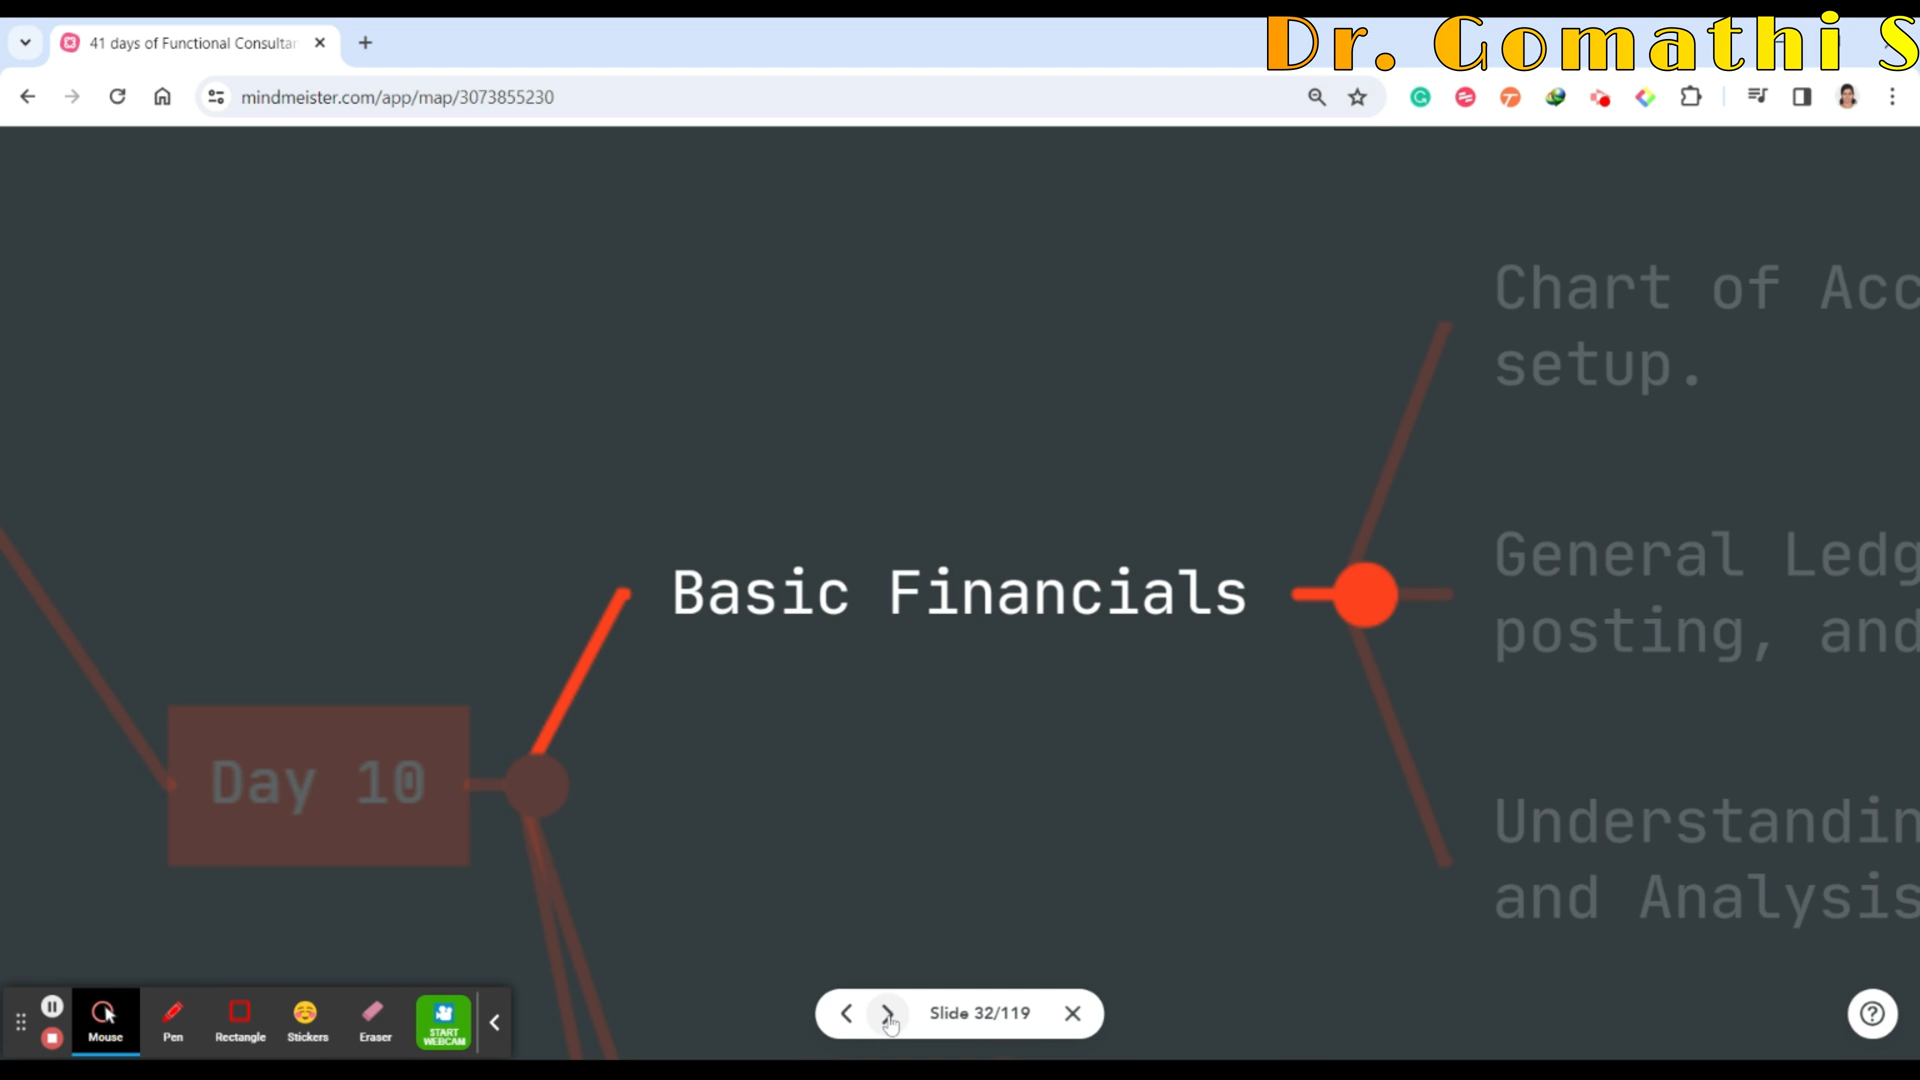 Dr. Gomathi S
41 days of Functional Consultan
mindmeister.com/app/map/3073855230
Chart of Acc
setup.
General Ledg
posting, and
Basic Financials
Day 10
Understandin
and Analysis
Mouse
Pen
Rectangle
Stickers
Eraser
START
WEBCAM
Slide 32/119